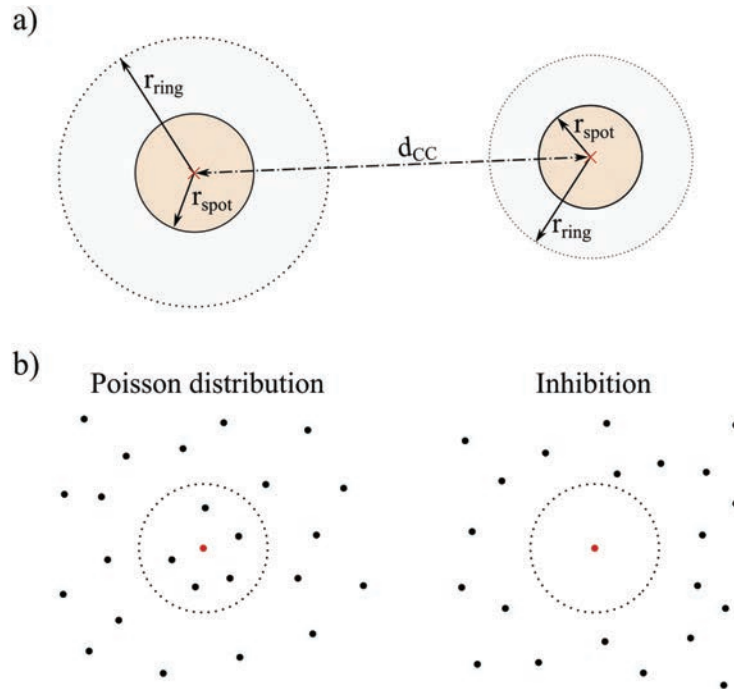 a)
r_ring
r_spot
d_CC
r_spot
r_ring
b)
Poisson distribution
Inhibition